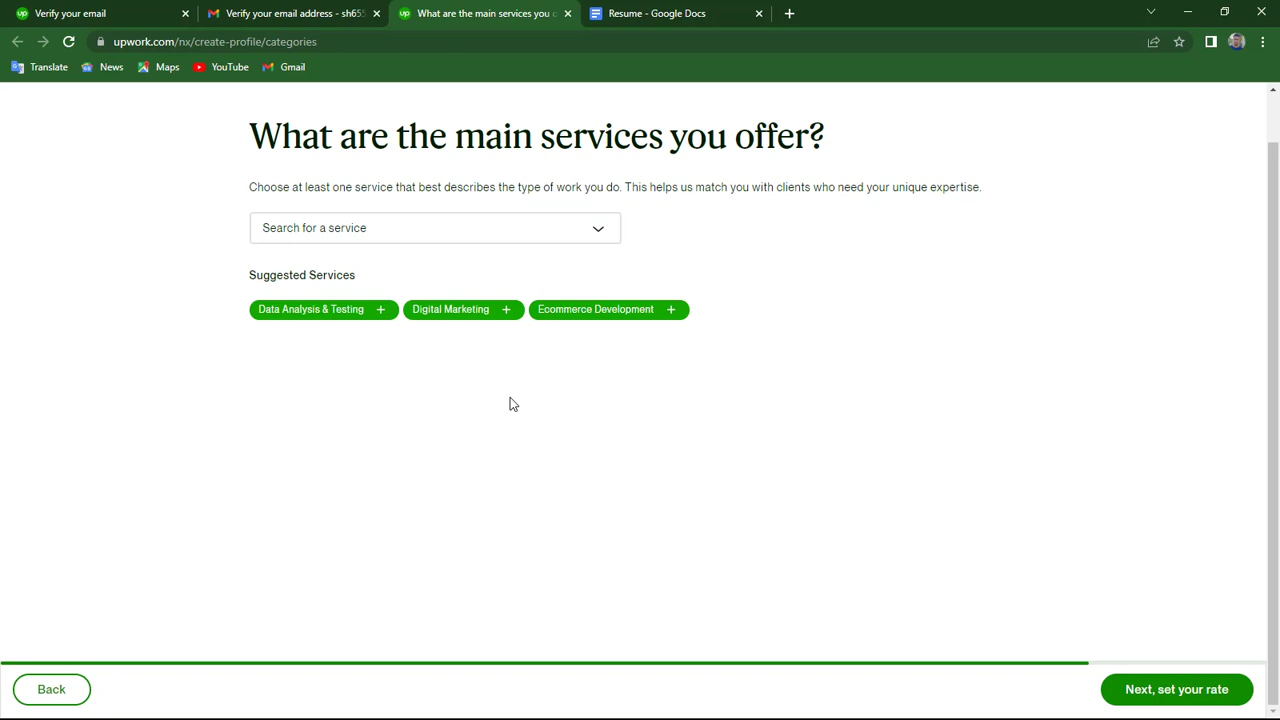 up Verify your email
Verify your email address - sh655
up What are the main services you o
Resume - Google Docs
upwork.com/nx/create-profile/categories
Translate
News
Maps
YouTube
Gmail
What are the main services you offer?
Choose at least one service that best describes the type of work you do. This helps us match you with clients who need your unique expertise.
Search for a service
Suggested Services
Data Analysis & Testing +
Digital Marketing +
Ecommerce Development +
Back
Next, set your rate